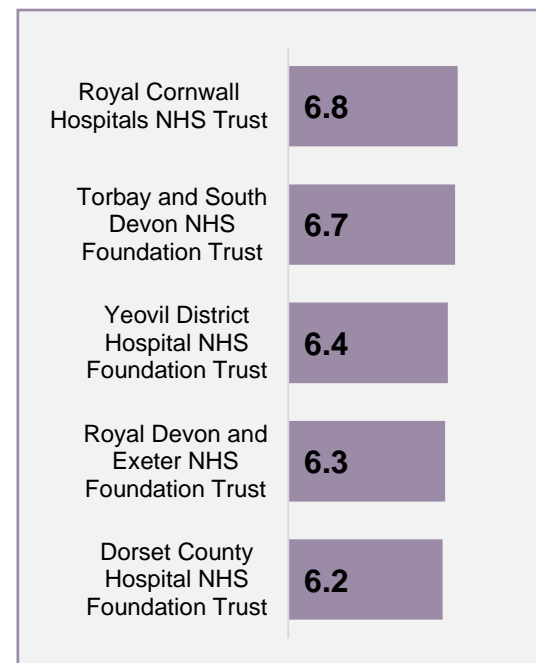 Royal Cornwall
Hospitals NHS Trust
6.8
Torbay and South
Devon NHS
Foundation Trust
6.7
Yeovil District
Hospital NHS
Foundation Trust
6.4
Royal Devon and
Exeter NHS
Foundation Trust
6.3
Dorset County
Hospital NHS
Foundation Trust
6.2